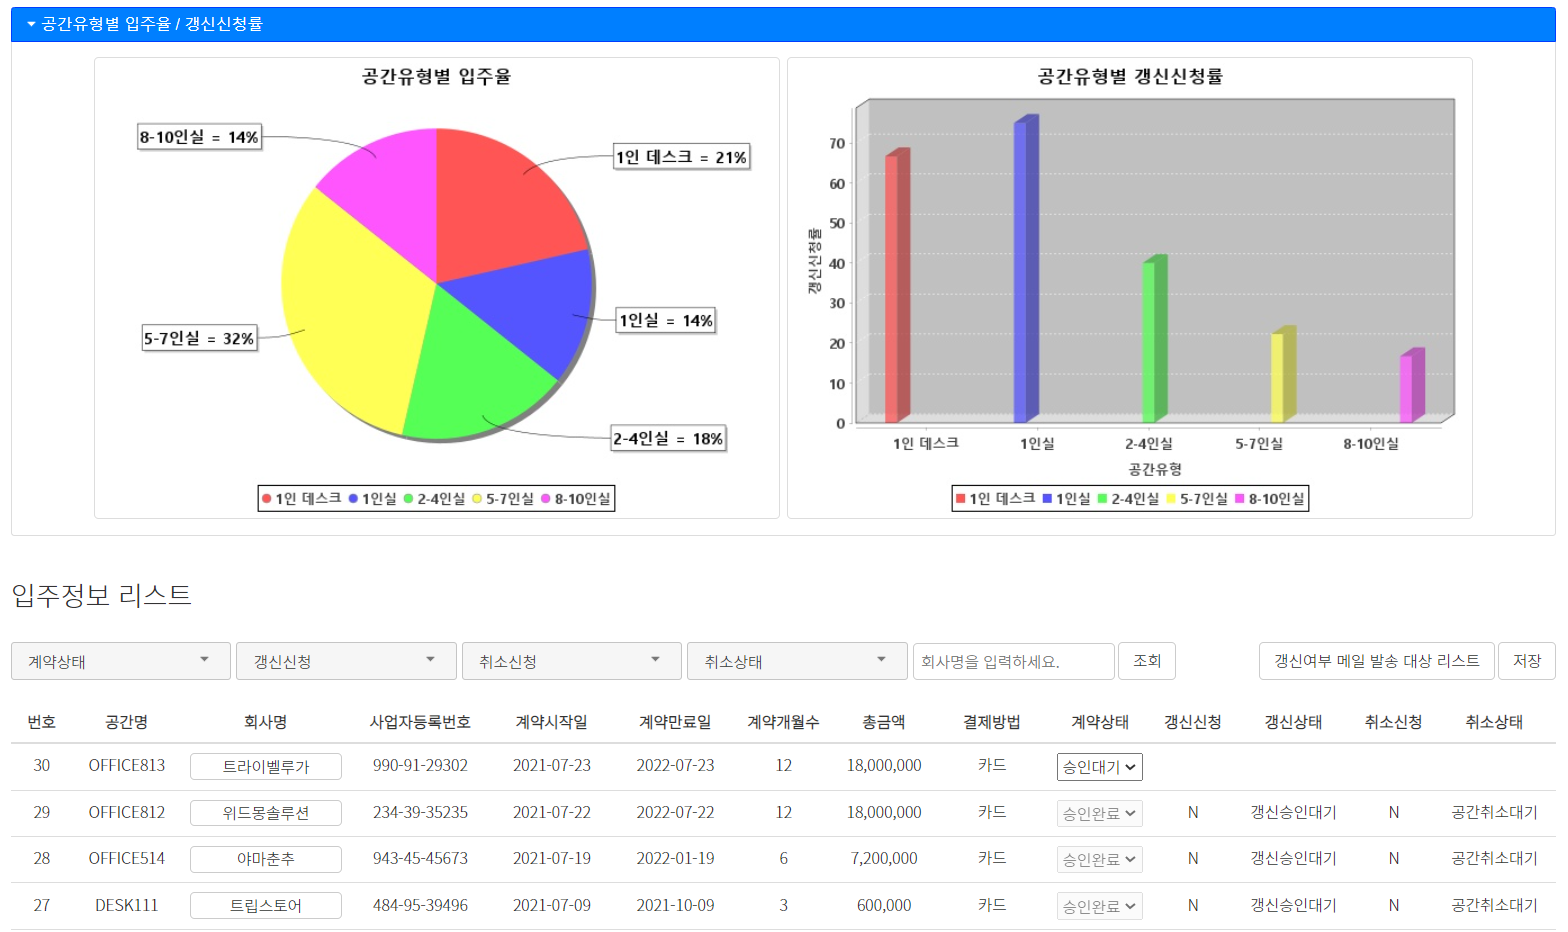 공간유형별 입주율 / 갱신신청률
공간유형별 입주율
8-10인실 = 14%
1인 데스크 = 21%
1인실 = 14%
5-7인실 = 32%
2-4인실 = 18%
1인 데스크 1인실 2-4인실 5-7인실 8-10인실
공간유형별 갱신신청률
70
60
50
40
30
20
10
0
갱신신청률
1인 데스크 1인실 2-4인실 5-7인실 8-10인실
공간유형
1인 데스크 1인실 2-4인실 5-7인실 8-10인실
입주정보 리스트
계약상태 갱신신청 취소신청 취소상태 회사명을 입력하세요. 조회 갱신여부 메일 발송 대상 리스트 저장
번호 공간명 회사명 사업자등록번호 계약시작일 계약만료일 계약개월수 총금액 결제방법 계약상태 갱신신청 갱신상태 취소신청 취소상태
30 OFFICE813 트라이벨루가 990-91-29302 2021-07-23 2022-07-23 12 18,000,000 카드 승인대기
29 OFFICE812 위드몽솔루션 234-39-35235 2021-07-22 2022-07-22 12 18,000,000 카드 승인완료 N 갱신승인대기 N 공간취소대기
28 OFFICE514 야마춘추 943-45-45673 2021-07-19 2022-01-19 6 7,200,000 카드 승인완료 N 갱신승인대기 N 공간취소대기
27 DESK111 트립스토어 484-95-39496 2021-07-09 2021-10-09 3 600,000 카드 승인완료 N 갱신승인대기 N 공간취소대기